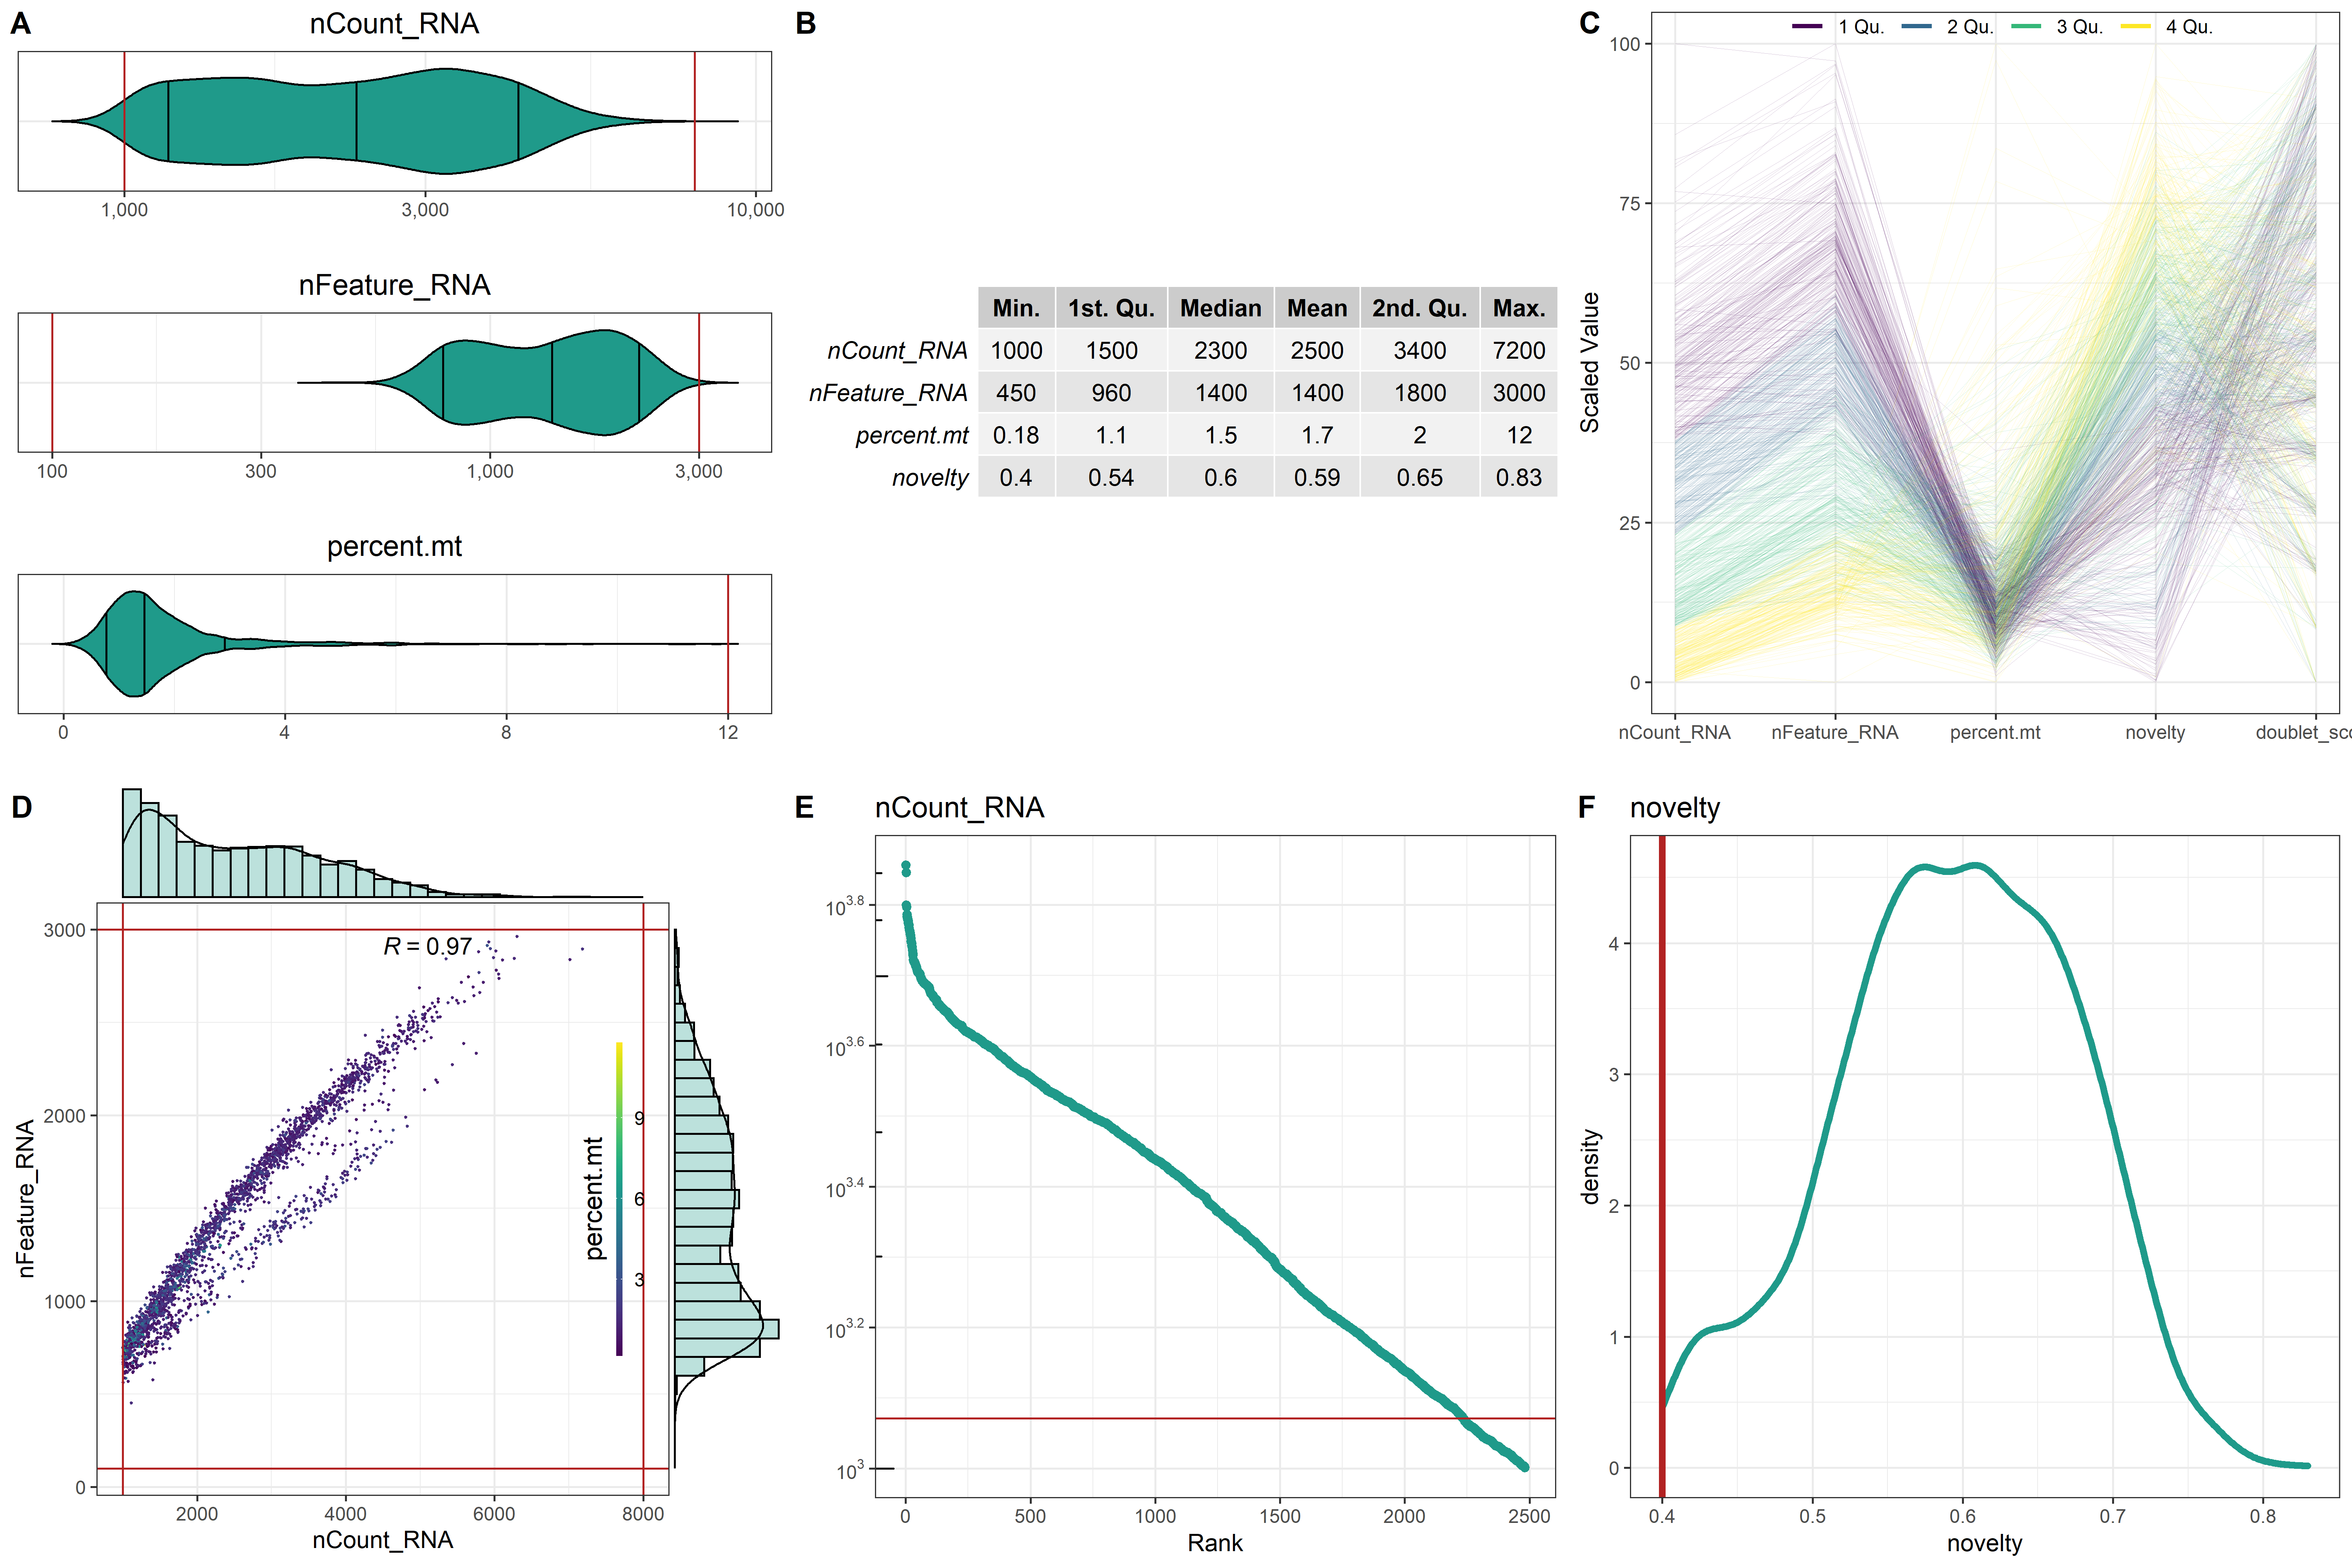 A
nCount_RNA
1,000 3,000 10,000
nFeature_RNA
100 300 1,000 3,000
percent.mt
0 4 8 12
B
Min. 1st. Qu. Median Mean 2nd. Qu. Max.
nCount_RNA 1000 1500 2300 2500 3400 7200
nFeature_RNA 450 960 1400 1400 1800 3000
percent.mt 0.18 1.1 1.5 1.7 2 12
novelty 0.4 0.54 0.6 0.59 0.65 0.83
C
1 Qu. 2 Qu. 3 Qu. 4 Qu.
Scaled Value
100
75
50
25
0
nCount_RNA nFeature_RNA percent.mt novelty doublet_sc
D
R = 0.97
nFeature_RNA
3000
2000
1000
0
percent.mt
9
6
3
2000 4000 6000 8000
nCount_RNA
E
nCount_RNA
10^3.8
10^3.6
10^3.4
10^3.2
10^3
0 500 1000 1500 2000 2500
Rank
F
novelty
density
4
3
2
1
0
0.4 0.5 0.6 0.7 0.8
novelty